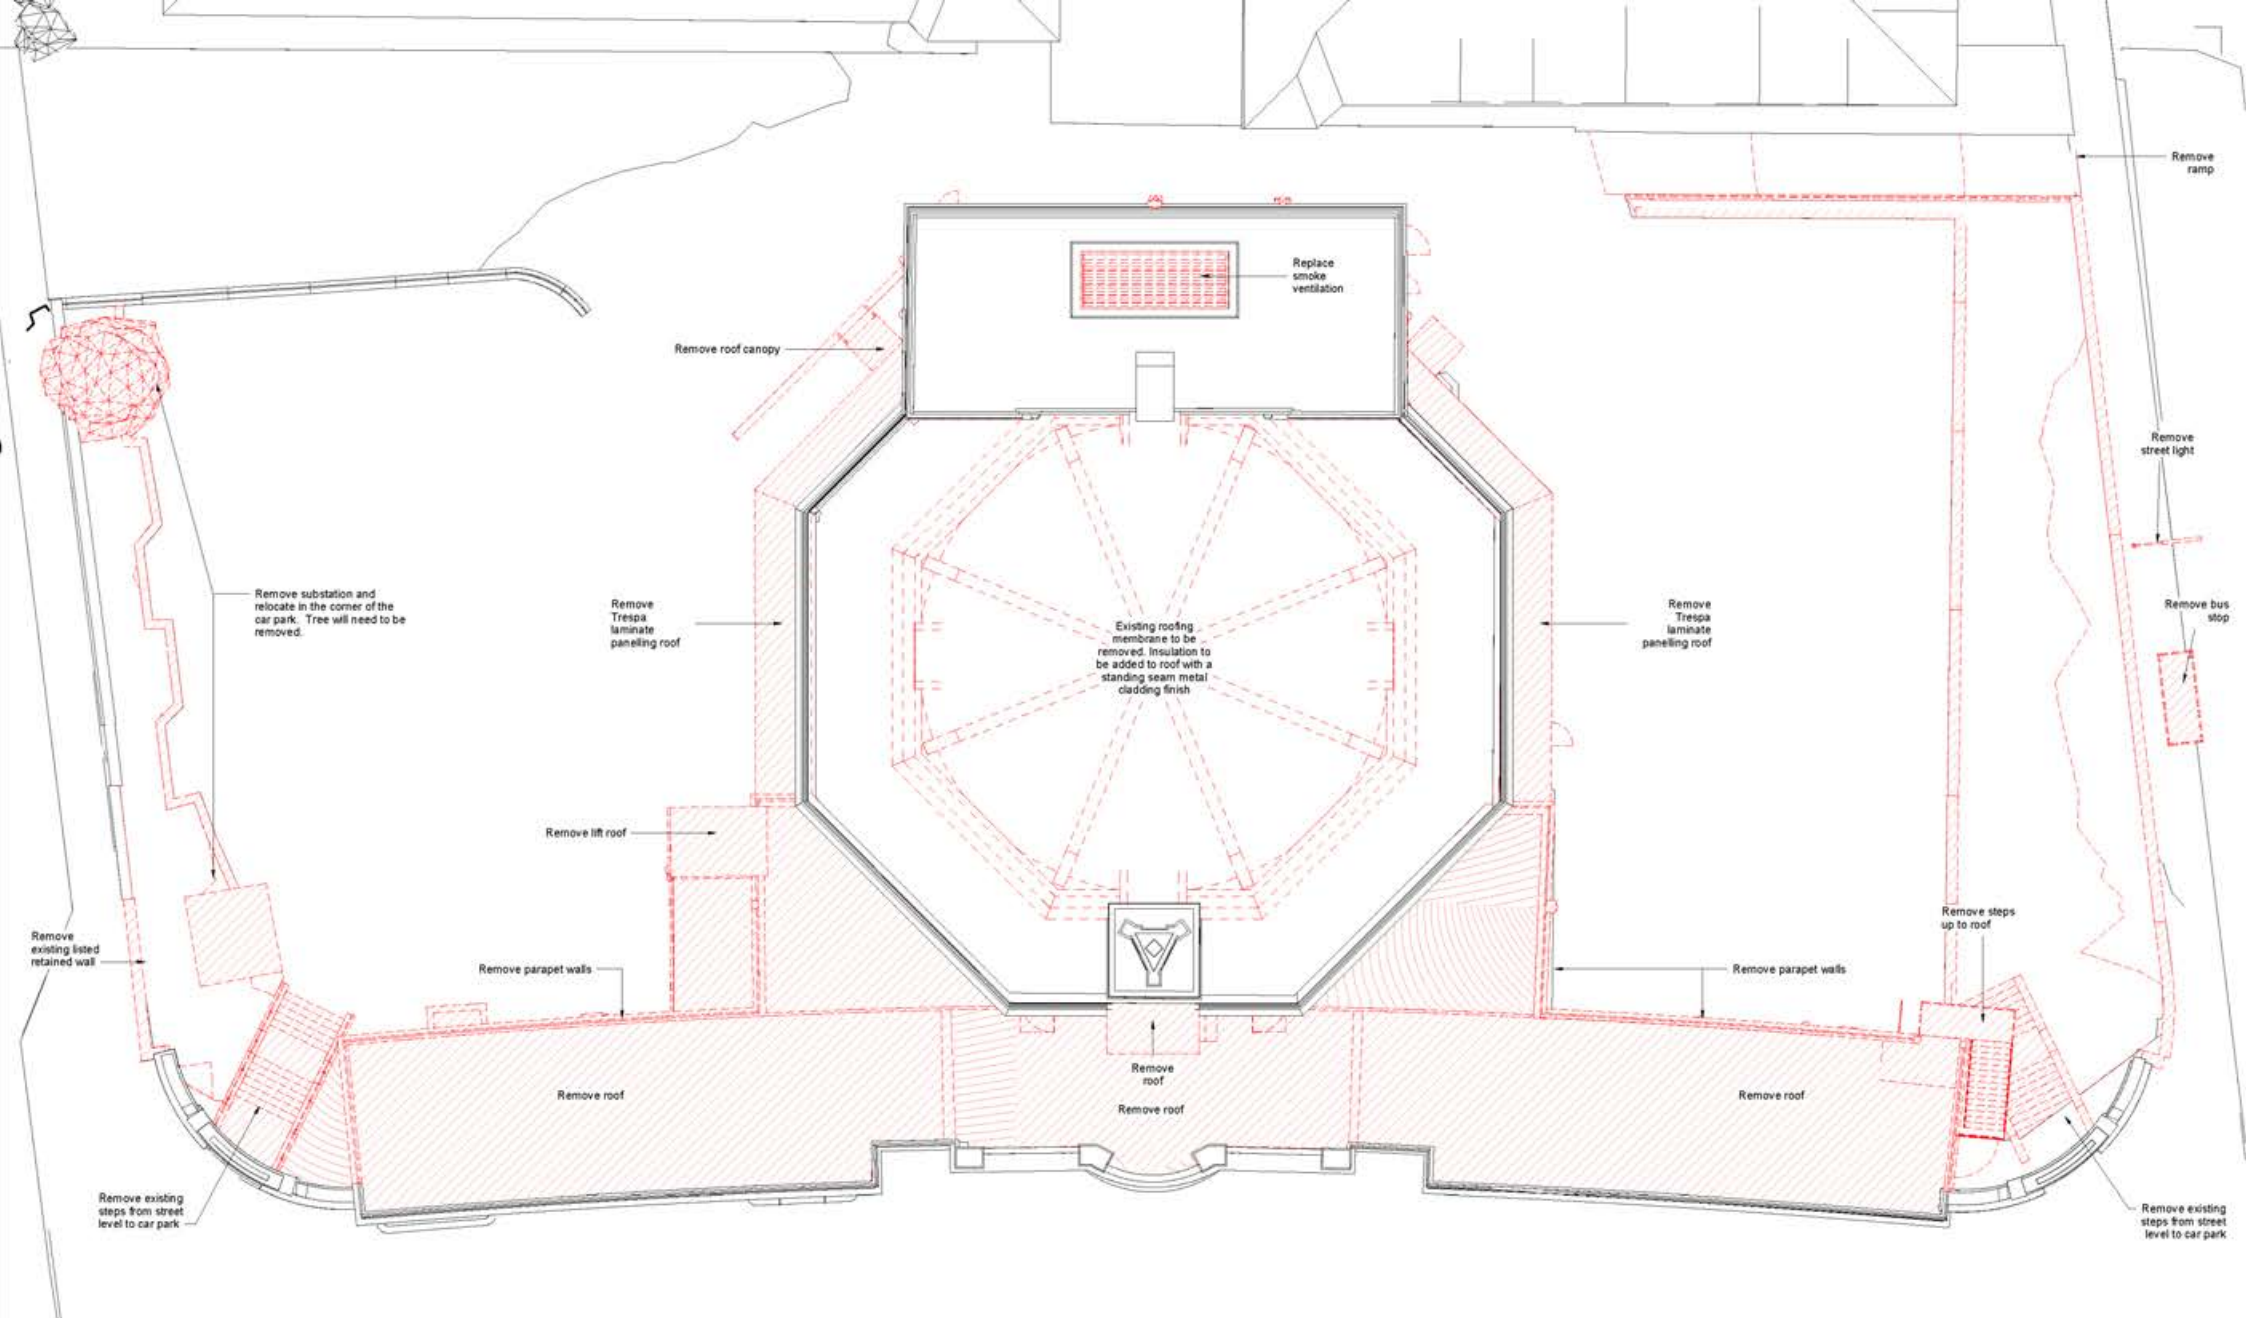 Remove
ramp
Replace
smoke
ventilation
Remove roof canopy
Remove
street light
Remove substation and
relocate in the corner of the
car park. Tree will need to be
removed.
Remove
Trespa
laminate
panelling roof
Existing roofing
membrane to be
removed. Insulation to
be added to roof with a
standing seam metal
cladding finish
Remove
Trespa
laminate
panelling roof
Remove bus
stop
Remove lift roof
Remove
existing listed
retained wall
Remove parapet walls
Remove steps
up to roof
Remove parapet walls
Remove
roof
Remove roof
Remove roof
Remove roof
Remove existing
steps from street
level to car park
Remove existing
steps from street
level to car park